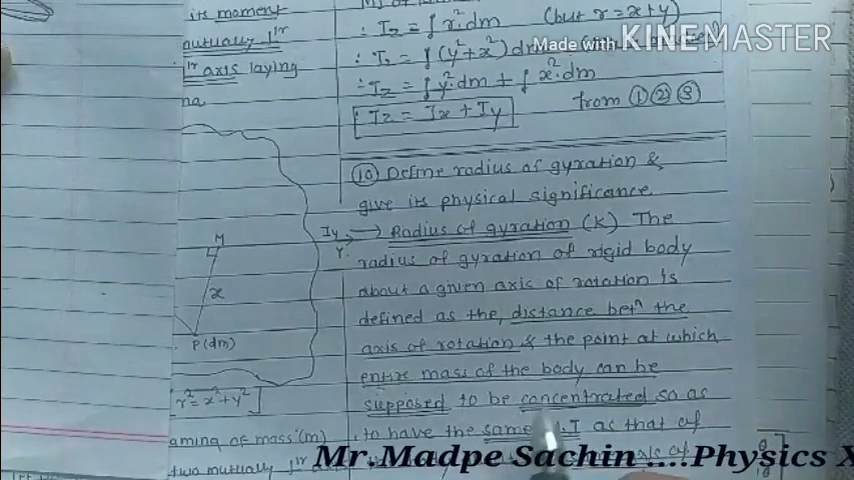 its moment
mutually ⊥lr
⊥lr axis laying
M
x
P(dm)
r²=x²+y²]
aming of mass (m)
two mutually ⊥lr
∴ Iz = ∫ r².dm (but r = x+y)
∴ Iz = ∫ (y²+x²) dm
∴ Iz = ∫ y².dm + ∫ x².dm
∴ Iz = Ix + Iy
from ① ② ③
⑩ Define radius of gyration &
give its physical significance.
Iy
Y.
→ Radius of gyration (K) The
radius of gyration of rigid body
about a given axis of rotation is
defined as the, distance betn the
axis of rotation & the point at which
entire mass of the body can be
supposed to be concentrated so as
to have the same M.I as that of
Made with KINEMASTER
Mr.Madpe Sachin ....Physics X